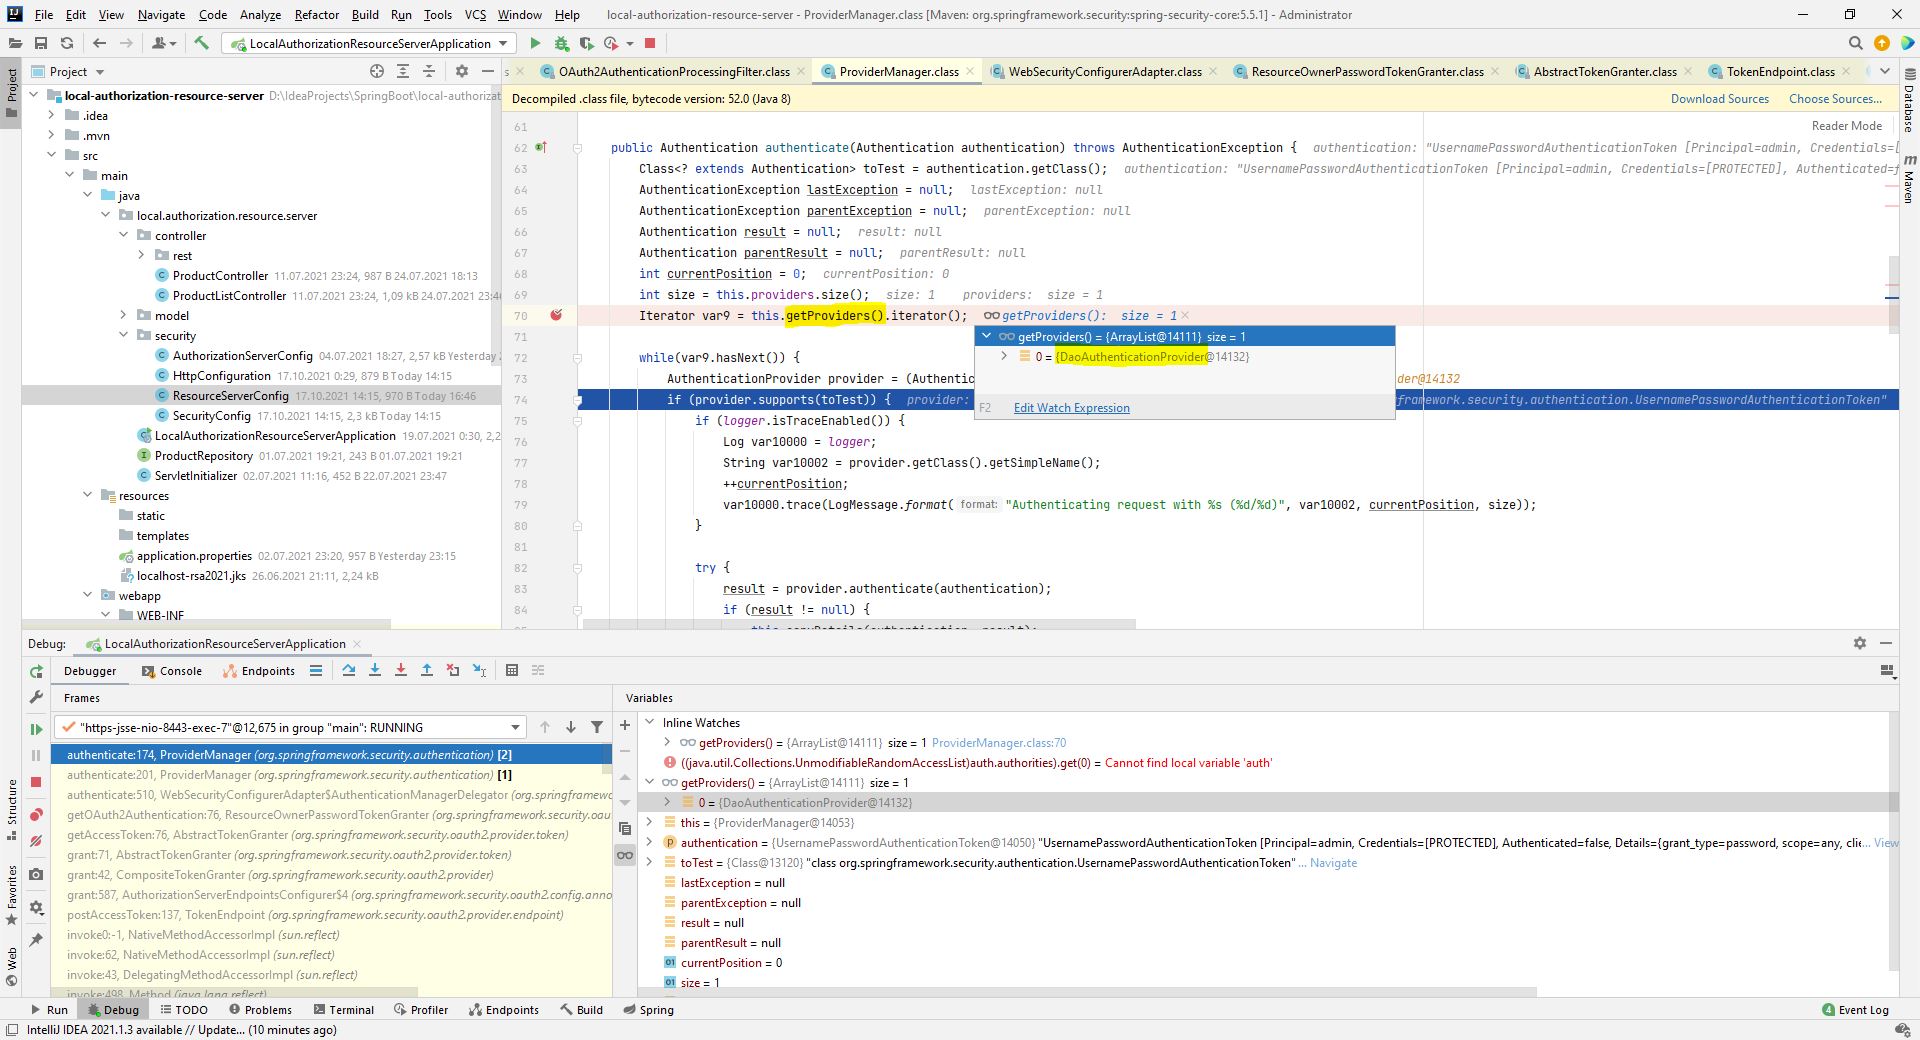 File Edit View Navigate Code Analyze Refactor Build Run Tools VCS Window Help local-authorization-resource-server - ProviderManager.class [Maven: org.springframework.security:spring-security-core:5.5.1] - Administrator
LocalAuthorizationResourceServerApplication
Project
OAuth2AuthenticationProcessingFilter.class ProviderManager.class WebSecurityConfigurerAdapter.class ResourceOwnerPasswordTokenGranter.class AbstractTokenGranter.class TokenEndpoint.class
Decompiled .class file, bytecode version: 52.0 (Java 8) Download Sources Choose Sources...
Reader Mode
Project
Structure
Favorites
Web
Database
m Maven
local-authorization-resource-server D:\IdeaProjects\SpringBoot\local-authorizat
.idea
.mvn
src
main
java
local.authorization.resource.server
controller
rest
ProductController 11.07.2021 23:24, 987 B 24.07.2021 18:13
ProductListController 11.07.2021 23:24, 1,09 kB 24.07.2021 23:4
model
security
AuthorizationServerConfig 04.07.2021 18:27, 2,57 kB Yesterday
HttpConfiguration 17.10.2021 0:29, 879 B Today 14:15
ResourceServerConfig 17.10.2021 14:15, 970 B Today 16:46
SecurityConfig 17.10.2021 14:15, 2,3 kB Today 14:15
LocalAuthorizationResourceServerApplication 19.07.2021 0:30, 2,2
ProductRepository 01.07.2021 19:21, 243 B 01.07.2021 19:21
ServletInitializer 02.07.2021 11:16, 452 B 22.07.2021 23:47
resources
static
templates
application.properties 02.07.2021 23:20, 957 B Yesterday 23:15
localhost-rsa2021.jks 26.06.2021 21:11, 2,24 kB
webapp
WEB-INF
61
62 public Authentication authenticate(Authentication authentication) throws AuthenticationException { authentication: "UsernamePasswordAuthenticationToken [Principal=admin, Credentials=[
63 Class<? extends Authentication> toTest = authentication.getClass(); authentication: "UsernamePasswordAuthenticationToken [Principal=admin, Credentials=[PROTECTED], Authenticated=f
64 AuthenticationException lastException = null; lastException: null
65 AuthenticationException parentException = null; parentException: null
66 Authentication result = null; result: null
67 Authentication parentResult = null; parentResult: null
68 int currentPosition = 0; currentPosition: 0
69 int size = this.providers.size(); size: 1 providers: size = 1
70 Iterator var9 = this.getProviders().iterator(); getProviders(): size = 1
71
72 while(var9.hasNext()) {
73 AuthenticationProvider provider = (Authentic der@14132
74 if (provider.supports(toTest)) { provider: framework.security.authentication.UsernamePasswordAuthenticationToken"
75 if (logger.isTraceEnabled()) {
76 Log var10000 = logger;
77 String var10002 = provider.getClass().getSimpleName();
78 ++currentPosition;
79 var10000.trace(LogMessage.format( format: "Authenticating request with %s (%d/%d)", var10002, currentPosition, size));
80 }
81
82 try {
83 result = provider.authenticate(authentication);
84 if (result != null) {
getProviders() = {ArrayList@14111} size = 1
0 = {DaoAuthenticationProvider@14132}
F2 Edit Watch Expression
Debug: LocalAuthorizationResourceServerApplication
Debugger Console Endpoints
Frames
"https-jsse-nio-8443-exec-7"@12,675 in group "main": RUNNING
authenticate:174, ProviderManager (org.springframework.security.authentication) [2]
authenticate:201, ProviderManager (org.springframework.security.authentication) [1]
authenticate:510, WebSecurityConfigurerAdapter$AuthenticationManagerDelegator (org.springframew
getOAuth2Authentication:76, ResourceOwnerPasswordTokenGranter (org.springframework.security.oau
getAccessToken:76, AbstractTokenGranter (org.springframework.security.oauth2.provider.token)
grant:71, AbstractTokenGranter (org.springframework.security.oauth2.provider.token)
grant:42, CompositeTokenGranter (org.springframework.security.oauth2.provider)
grant:587, AuthorizationServerEndpointsConfigurer$4 (org.springframework.security.oauth2.config.anno
postAccessToken:137, TokenEndpoint (org.springframework.security.oauth2.provider.endpoint)
invoke0:-1, NativeMethodAccessorImpl (sun.reflect)
invoke:62, NativeMethodAccessorImpl (sun.reflect)
invoke:43, DelegatingMethodAccessorImpl (sun.reflect)
invoke:498, Method (java.lang.reflect)
Variables
Inline Watches
getProviders() = {ArrayList@14111} size = 1 ProviderManager.class:70
((java.util.Collections.UnmodifiableRandomAccessList)auth.authorities).get(0) = Cannot find local variable 'auth'
getProviders() = {ArrayList@14111} size = 1
0 = {DaoAuthenticationProvider@14132}
this = {ProviderManager@14053}
authentication = {UsernamePasswordAuthenticationToken@14050} "UsernamePasswordAuthenticationToken [Principal=admin, Credentials=[PROTECTED], Authenticated=false, Details={grant_type=password, scope=any, clie... View
toTest = {Class@13120} "class org.springframework.security.authentication.UsernamePasswordAuthenticationToken" ... Navigate
lastException = null
parentException = null
result = null
parentResult = null
currentPosition = 0
size = 1
Run Debug TODO Problems Terminal Profiler Endpoints Build Spring 4 Event Log
IntelliJ IDEA 2021.1.3 available // Update... (10 minutes ago)